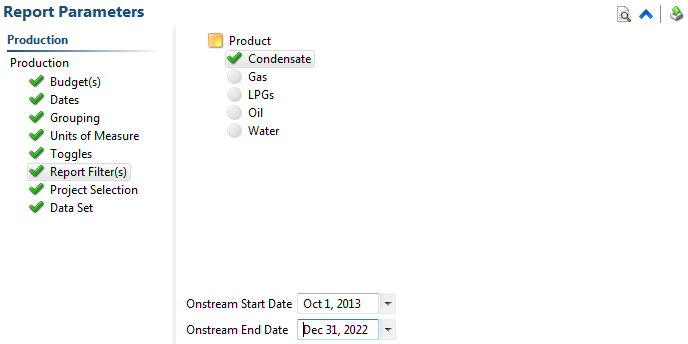 Report Parameters
Production
Production
Budget(s)
Dates
Grouping
Units of Measure
Toggles
Report Filter(s)
Project Selection
Data Set
Product
Condensate
Gas
LPGs
Oil
Water
Onstream Start Date Oct 1, 2013
Onstream End Date Dec 31, 2022